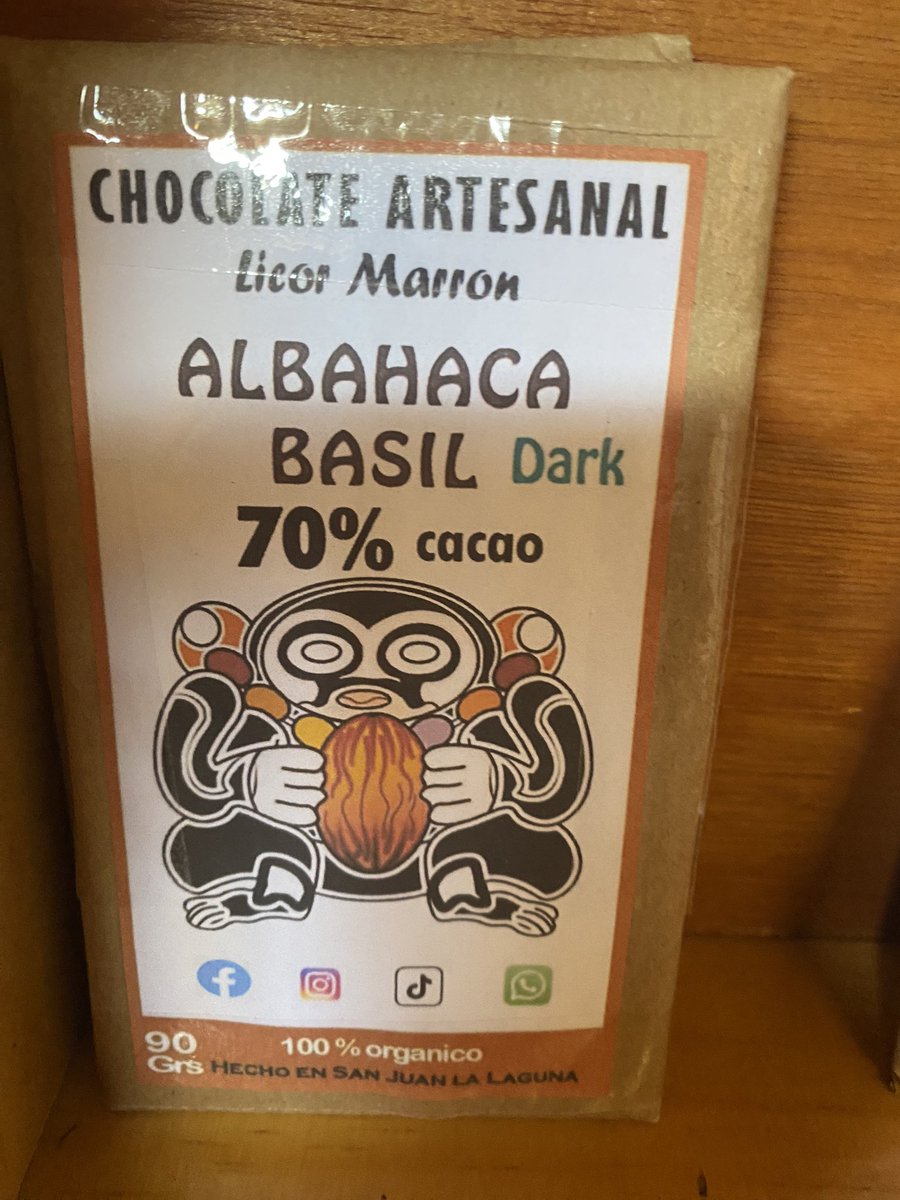 CHOCOLATE ARTESANAL
Licor Marron
ALBAHACA
BASIL Dark
70% cacao
90 100 % organico
Grs HECHO EN SAN JUAN LA LAGUNA